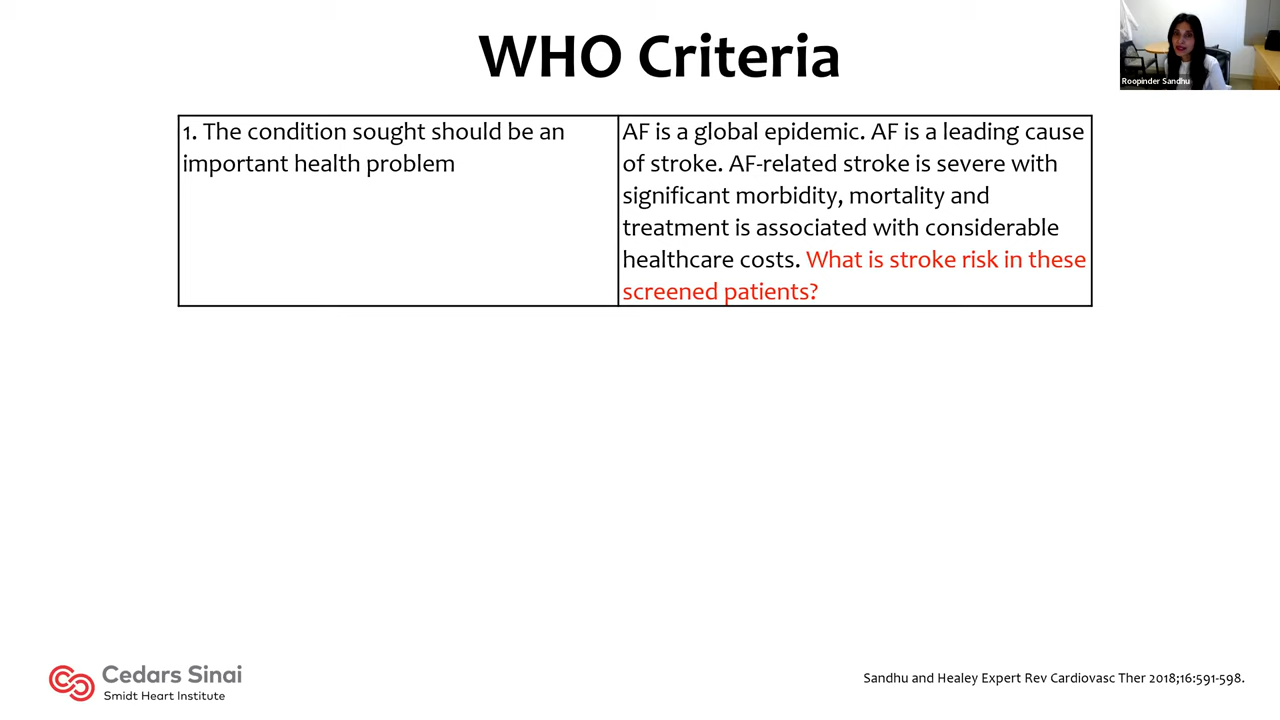 WHO Criteria
Roopinder Sandhu
1. The condition sought should be an
important health problem
AF is a global epidemic. AF is a leading cause
of stroke. AF-related stroke is severe with
significant morbidity, mortality and
treatment is associated with considerable
healthcare costs. What is stroke risk in these
screened patients?
Cedars Sinai
Smidt Heart Institute
Sandhu and Healey Expert Rev Cardiovasc Ther 2018;16:591-598.